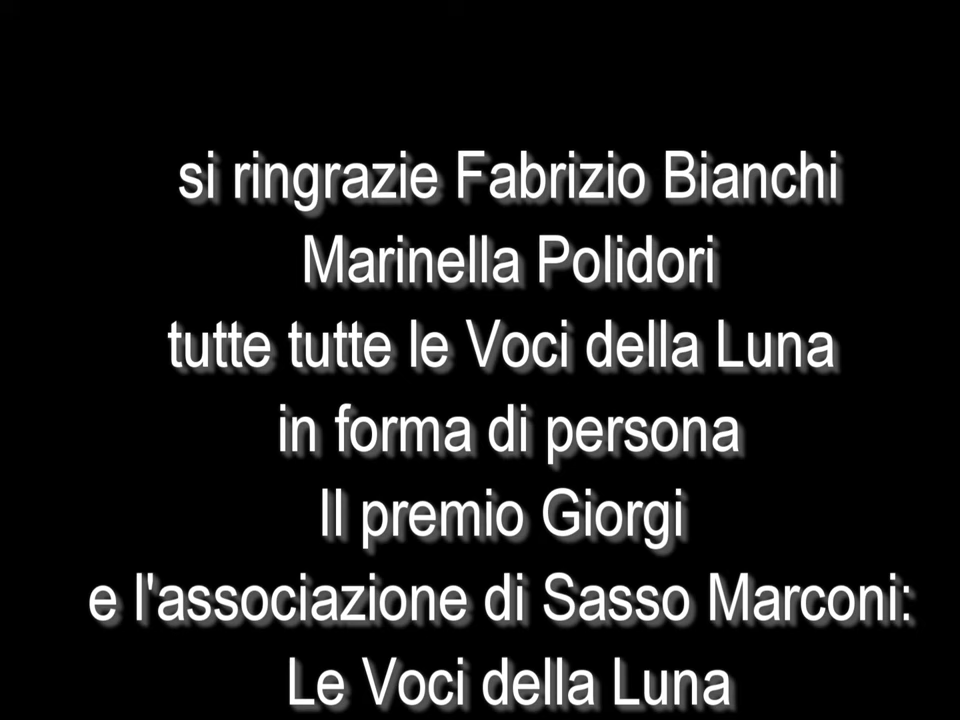 si ringrazie Fabrizio Bianchi
Marinella Polidori
tutte tutte le Voci della Luna
in forma di persona
Il premio Giorgi
e l'associazione di Sasso Marconi:
Le Voci della Luna